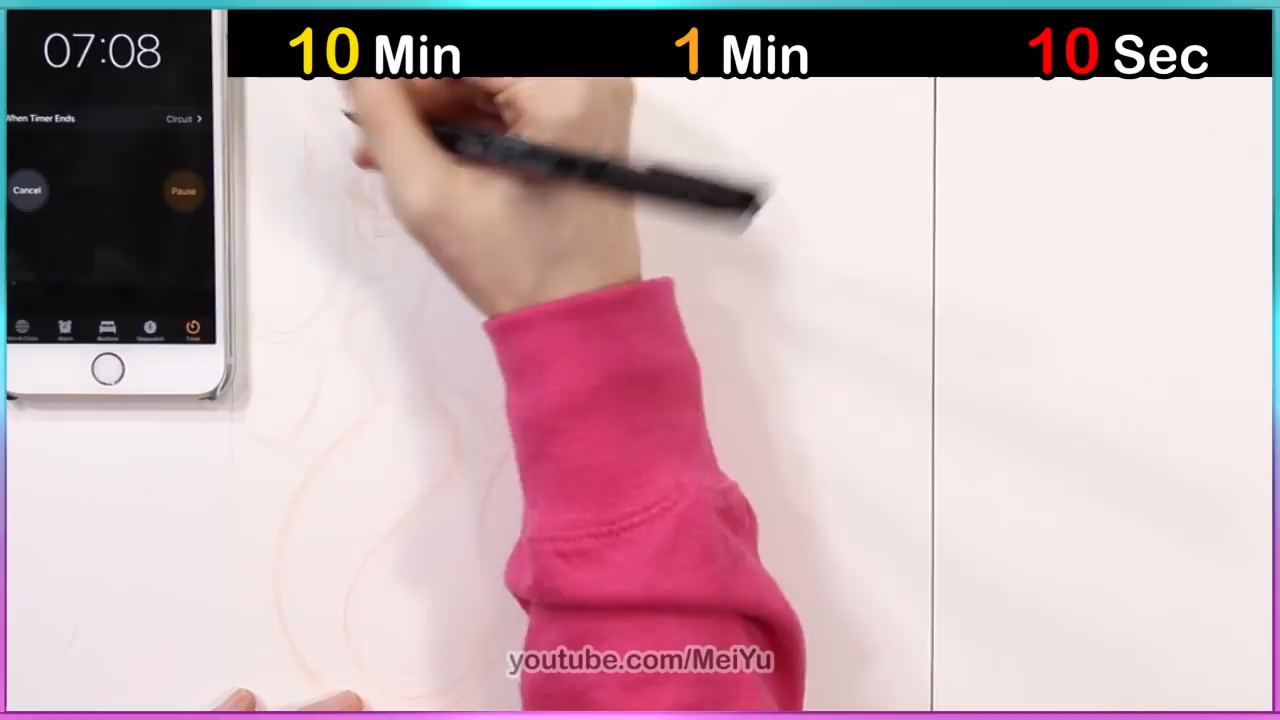 07:08
10 Min
1 Min
10 Sec
When Timer Ends
Circuit >
Cancel
Pause
youtube.com/MeiYu